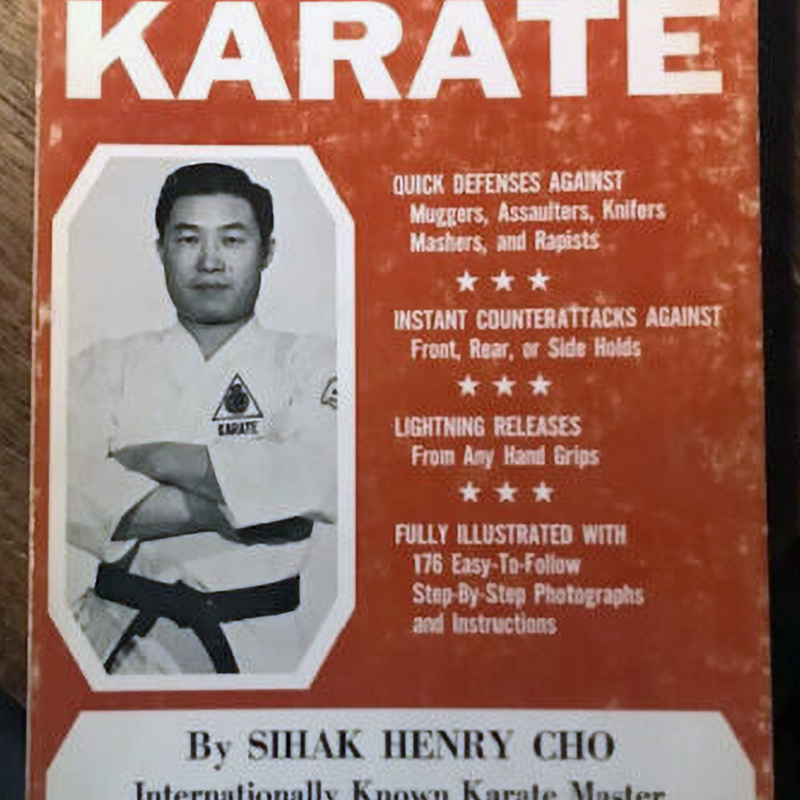 KARATE
QUICK DEFENSES AGAINST
Muggers, Assaulters, Knifers
Mashers, and Rapists
INSTANT COUNTERATTACKS AGAINST
Front, Rear, or Side Holds
LIGHTNING RELEASES
From Any Hand Grips
FULLY ILLUSTRATED WITH
176 Easy-To-Follow
Step-By-Step Photographs
and Instructions
KARATE
By SIHAK HENRY CHO
Internationally Known Karate Master